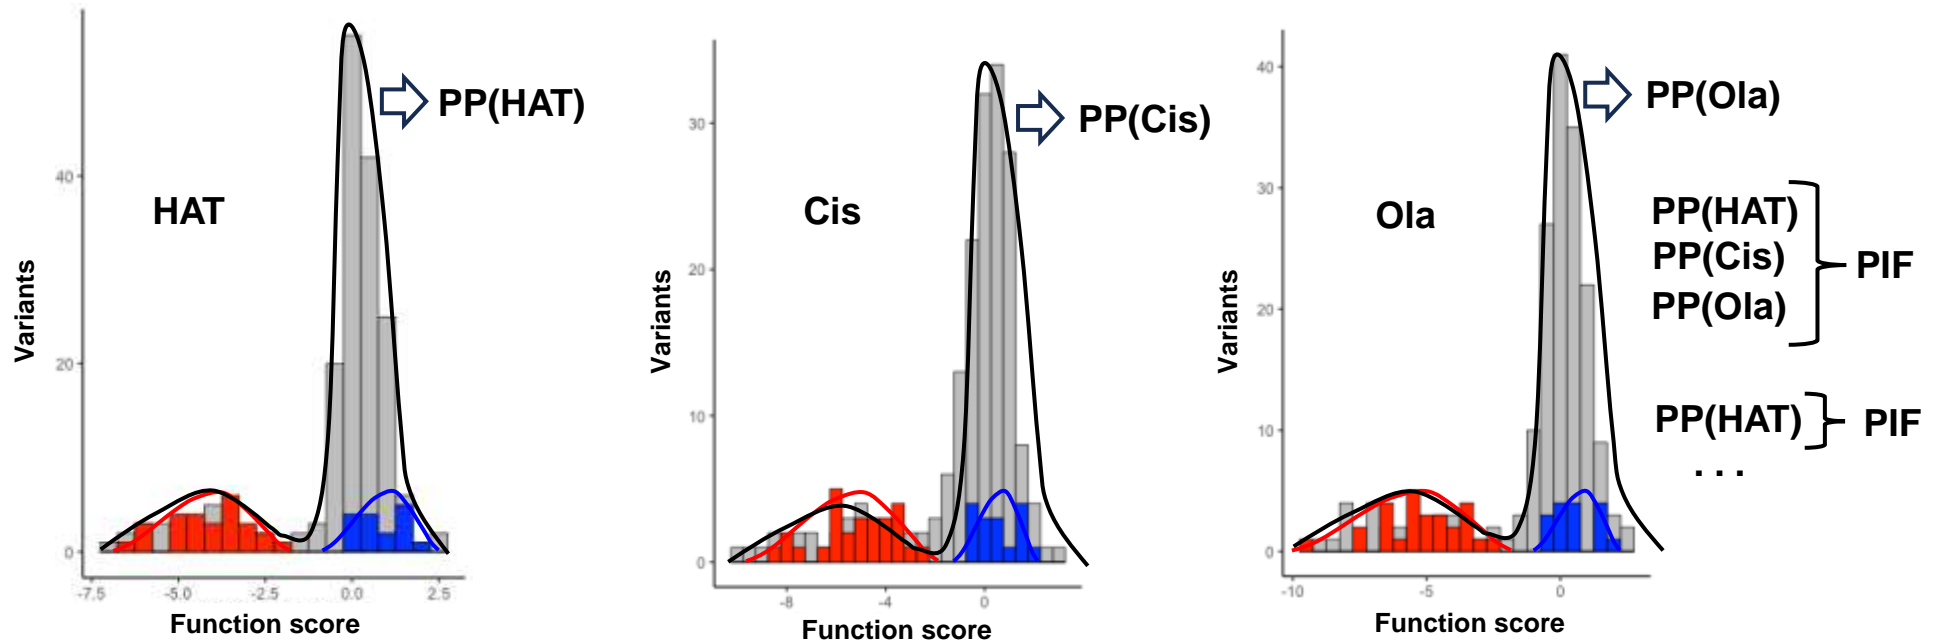 HAT
PP(HAT)
Variants
40
20
0
-7.5
-5.0
-2.5
0.0
2.5
Function score
Cis
PP(Cis)
Variants
30
20
10
0
-8
-4
0
Function score
Ola
PP(Ola)
Variants
40
30
20
10
0
-10
-5
0
Function score
PP(HAT)
PP(Cis)
PP(Ola)
PIF
PP(HAT)
PIF
. . .